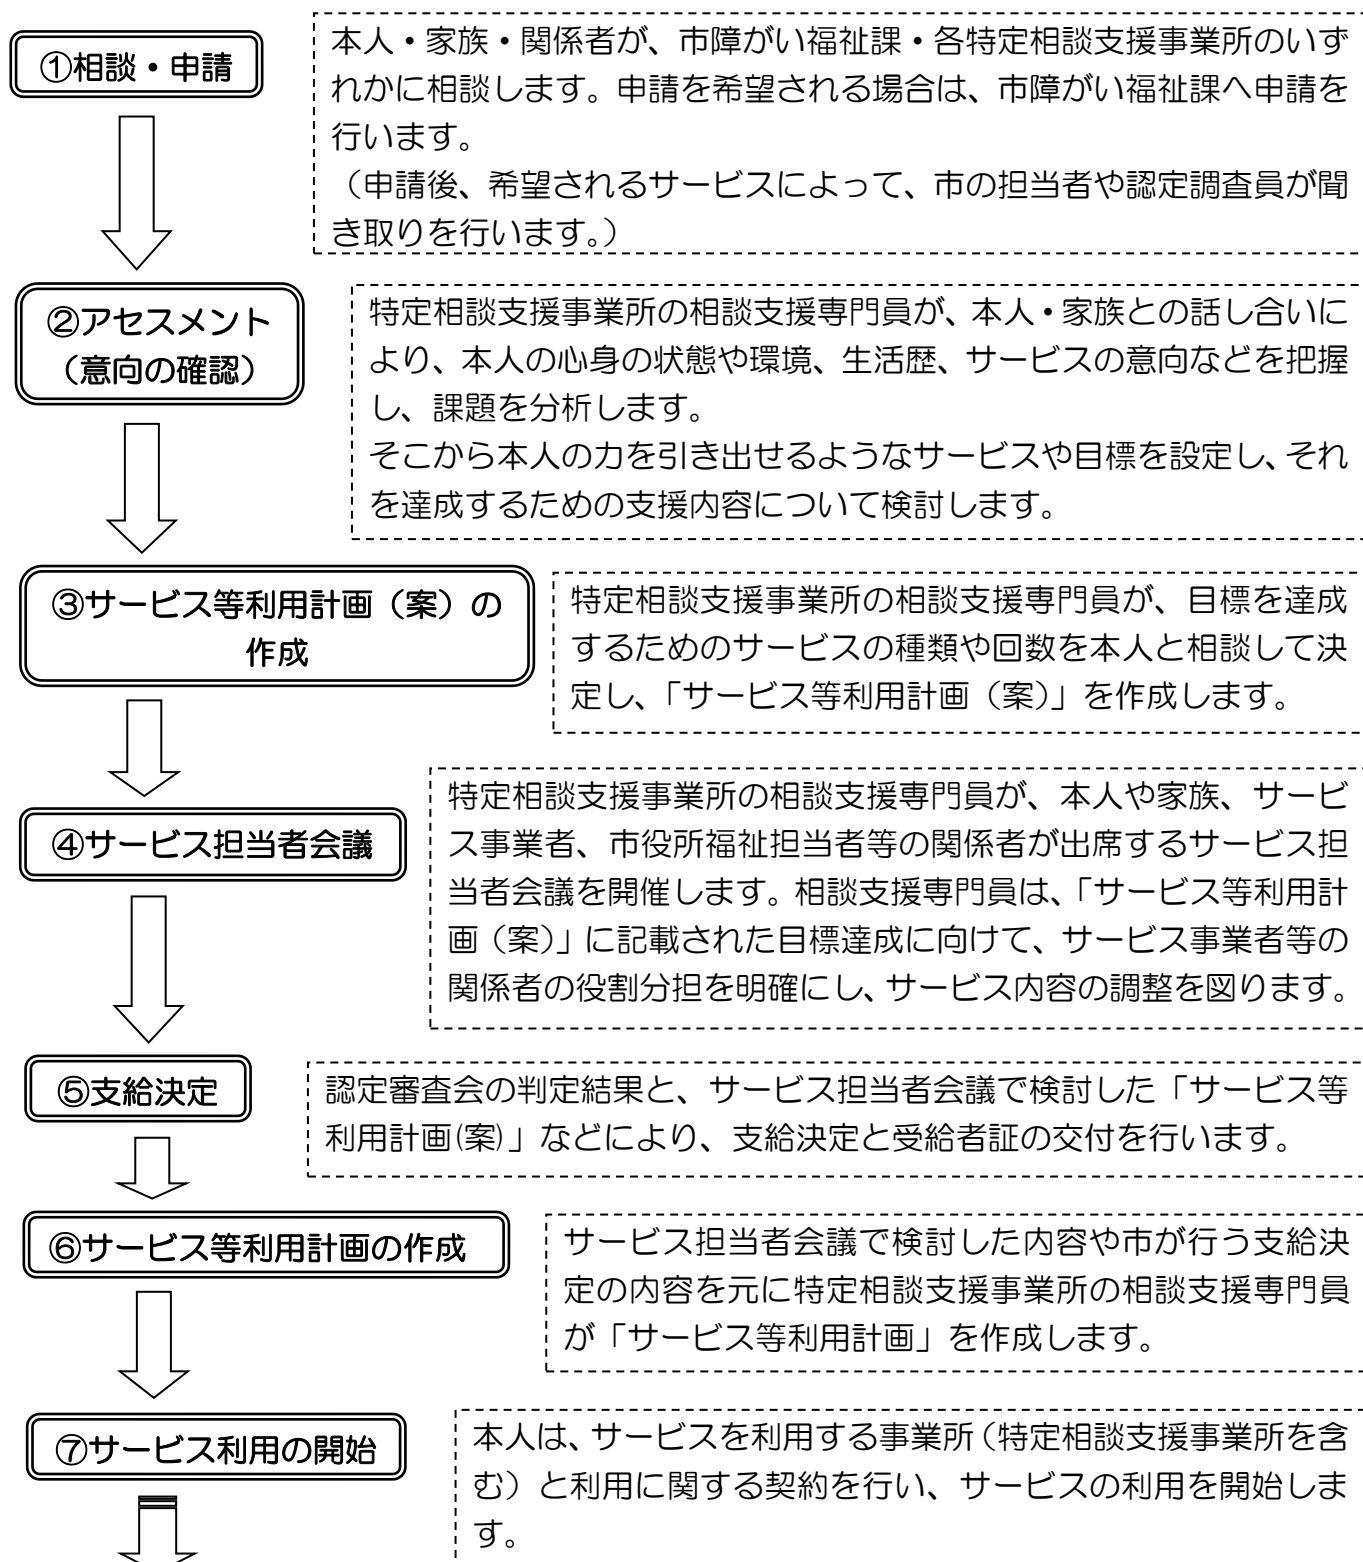 ①相談・申請
本人・家族・関係者が、市障がい福祉課・各特定相談支援事業所のいず
れかに相談します。申請を希望される場合は、市障がい福祉課へ申請を
行います。
（申請後、希望されるサービスによって、市の担当者や認定調査員が聞
き取りを行います。）
②アセスメント
（意向の確認）
特定相談支援事業所の相談支援専門員が、本人・家族との話し合いに
より、本人の心身の状態や環境、生活歴、サービスの意向などを把握
し、課題を分析します。
そこから本人の力を引き出せるようなサービスや目標を設定し、それ
を達成するための支援内容について検討します。
③サービス等利用計画（案）の
作成
特定相談支援事業所の相談支援専門員が、目標を達成
するためのサービスの種類や回数を本人と相談して決
定し、「サービス等利用計画（案）」を作成します。
④サービス担当者会議
特定相談支援事業所の相談支援専門員が、本人や家族、サービ
ス事業者、市役所福祉担当者等の関係者が出席するサービス担
当者会議を開催します。相談支援専門員は、「サービス等利用計
画（案）」に記載された目標達成に向けて、サービス事業者等の
関係者の役割分担を明確にし、サービス内容の調整を図ります。
⑤支給決定
認定審査会の判定結果と、サービス担当者会議で検討した「サービス等
利用計画(案)」などにより、支給決定と受給者証の交付を行います。
⑥サービス等利用計画の作成
サービス担当者会議で検討した内容や市が行う支給決
定の内容を元に特定相談支援事業所の相談支援専門員
が「サービス等利用計画」を作成します。
⑦サービス利用の開始
本人は、サービスを利用する事業所（特定相談支援事業所を含
む）と利用に関する契約を行い、サービスの利用を開始しま
す。